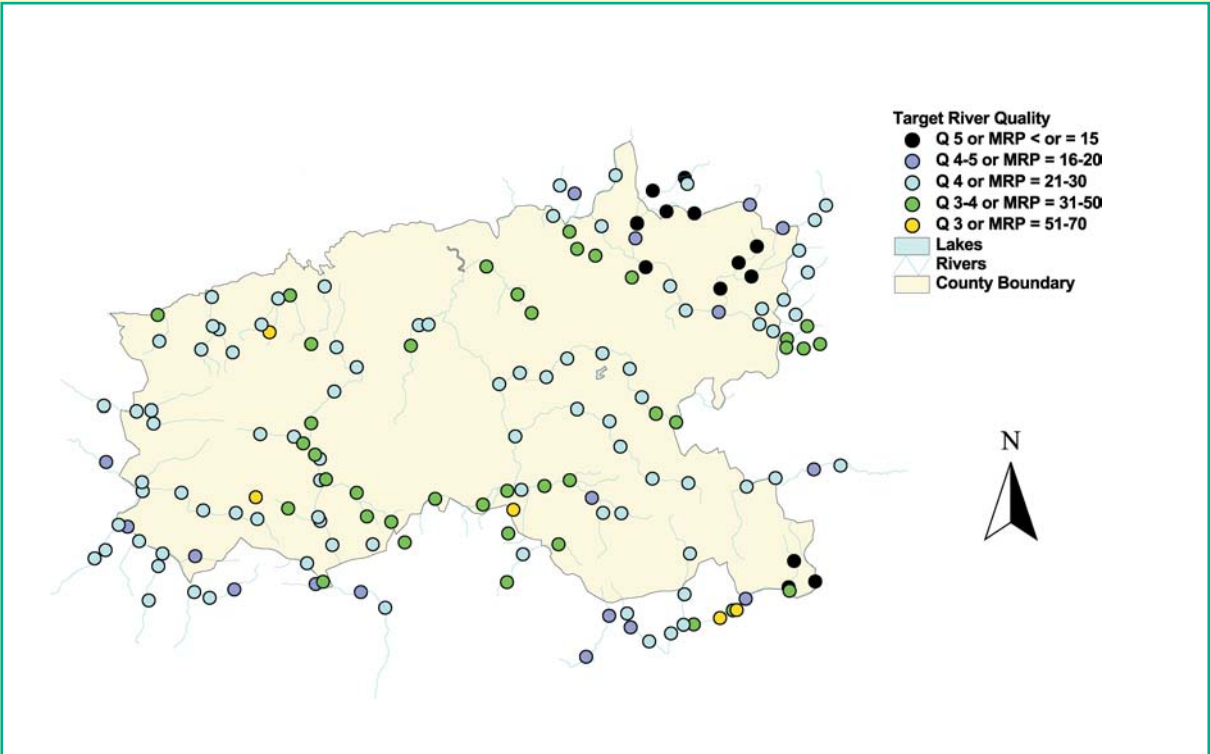 Target River Quality
Q 5 or MRP < or = 15
Q 4-5 or MRP = 16-20
Q 4 or MRP = 21-30
Q 3-4 or MRP = 31-50
Q 3 or MRP = 51-70
Lakes
Rivers
County Boundary
N